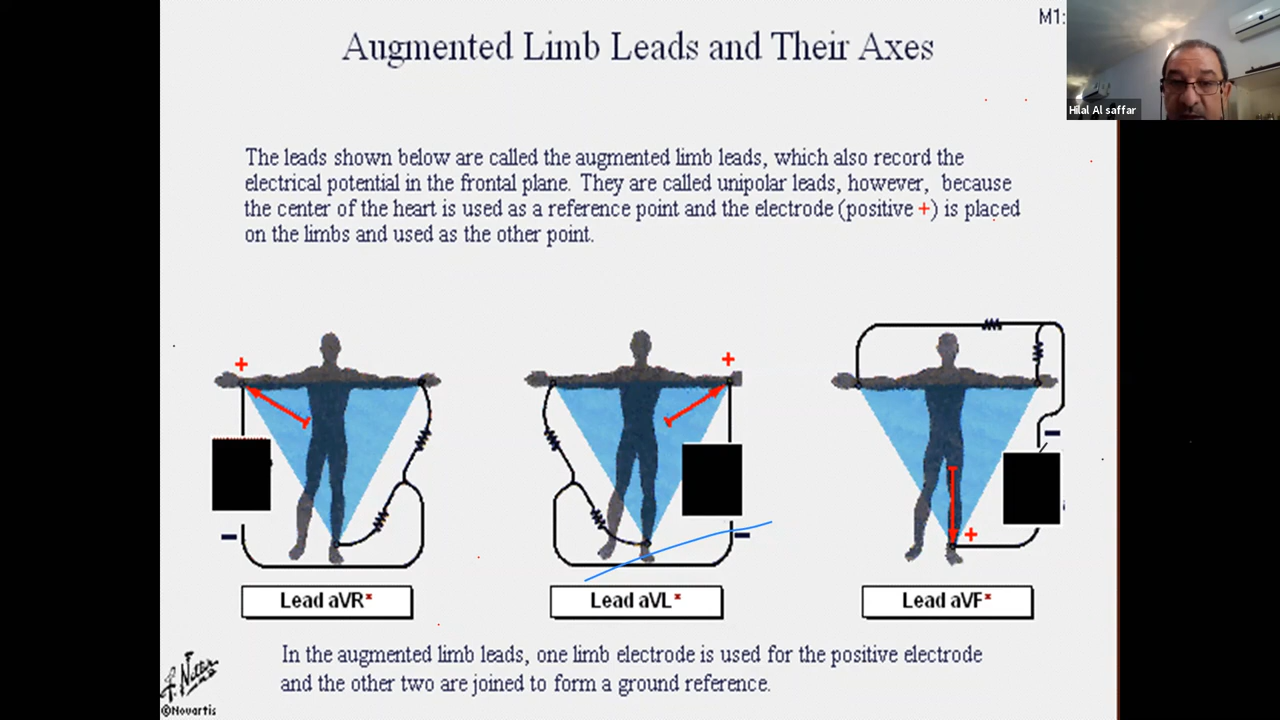 M1:
Augmented Limb Leads and Their Axes
Hilal Al saffar
The leads shown below are called the augmented limb leads, which also record the
electrical potential in the frontal plane. They are called unipolar leads, however, because
the center of the heart is used as a reference point and the electrode (positive +) is placed
on the limbs and used as the other point.
+
+
−
−
−
+
Lead aVR*
Lead aVL*
Lead aVF*
In the augmented limb leads, one limb electrode is used for the positive electrode
and the other two are joined to form a ground reference.
F. Netter
©Novartis